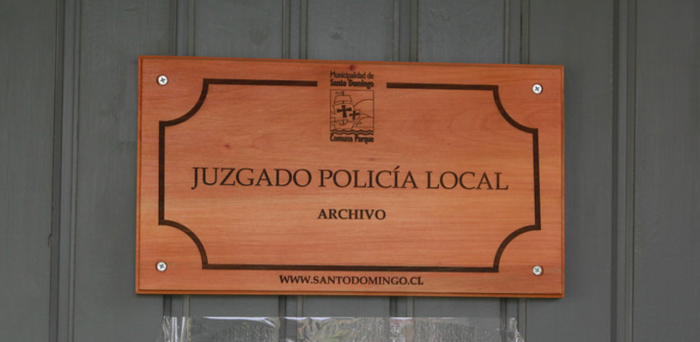 Municipalidad de
Santo Domingo
Comuna Parque
JUZGADO POLICÍA LOCAL
ARCHIVO
WWW.SANTODOMINGO.CL